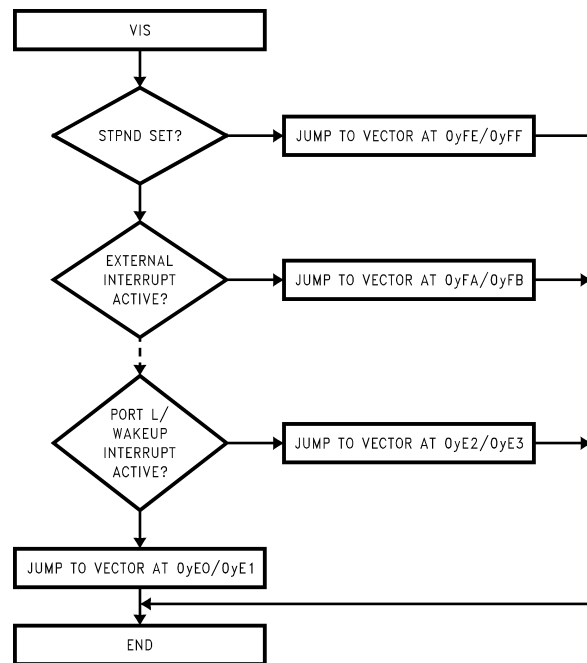 VIS
STPND SET?
JUMP TO VECTOR AT 0yFE/0yFF
EXTERNAL
INTERRUPT
ACTIVE?
JUMP TO VECTOR AT 0yFA/0yFB
PORT L/
WAKEUP
INTERRUPT
ACTIVE?
JUMP TO VECTOR AT 0yE2/0yE3
JUMP TO VECTOR AT 0yE0/0yE1
END